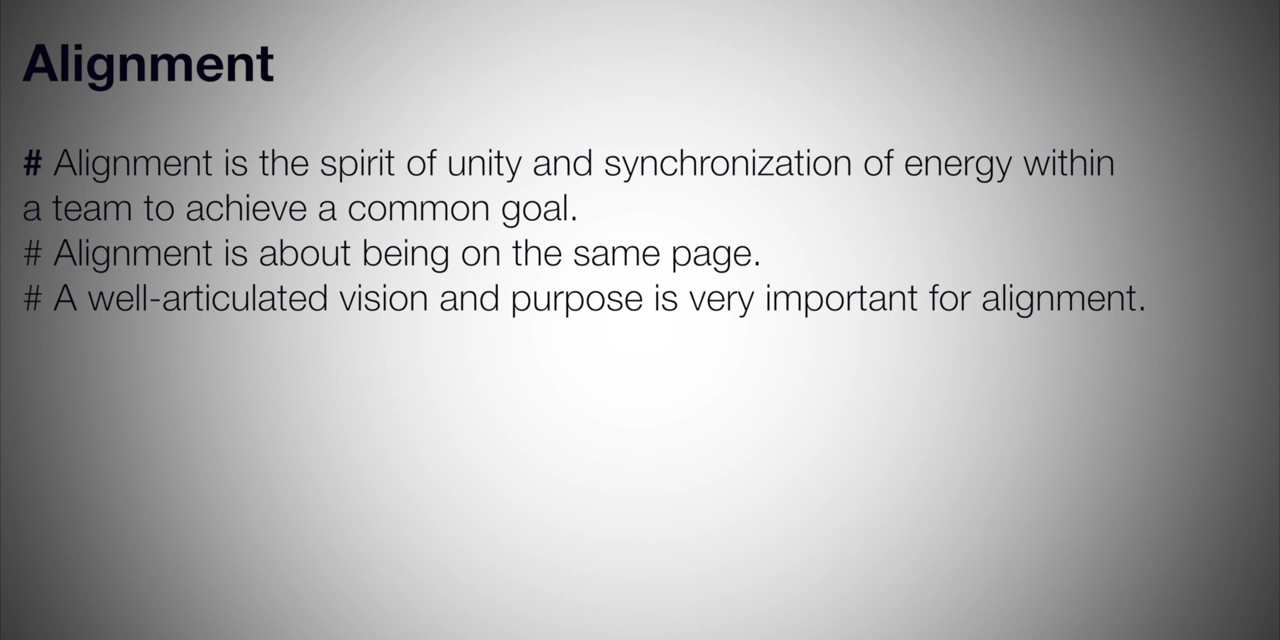 Alignment
# Alignment is the spirit of unity and synchronization of energy within
a team to achieve a common goal.
# Alignment is about being on the same page.
# A well-articulated vision and purpose is very important for alignment.